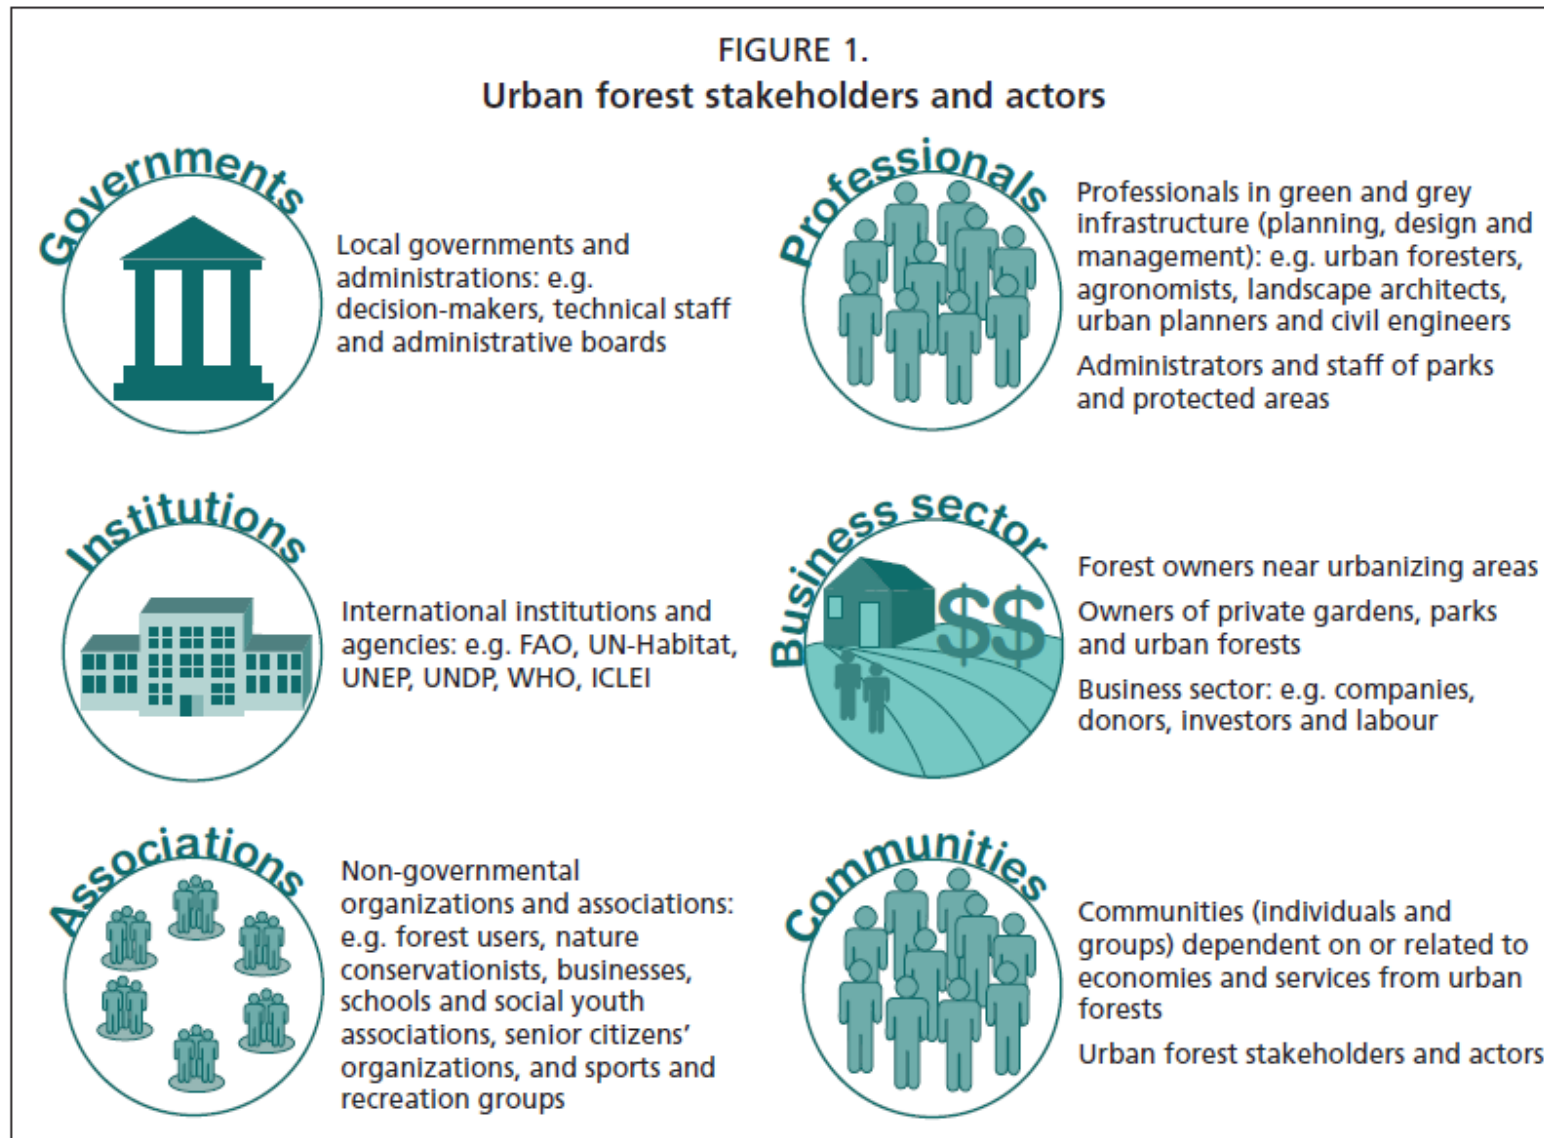 FIGURE 1.
Urban forest stakeholders and actors
Governments
Local governments and
administrations: e.g.
decision-makers, technical staff
and administrative boards
Professionals
Professionals in green and grey
infrastructure (planning, design and
management): e.g. urban foresters,
agronomists, landscape architects,
urban planners and civil engineers
Administrators and staff of parks
and protected areas
Institutions
International institutions and
agencies: e.g. FAO, UN-Habitat,
UNEP, UNDP, WHO, ICLEI
Business sector
$$
Forest owners near urbanizing areas
Owners of private gardens, parks
and urban forests
Business sector: e.g. companies,
donors, investors and labour
Associations
Non-governmental
organizations and associations:
e.g. forest users, nature
conservationists, businesses,
schools and social youth
associations, senior citizens’
organizations, and sports and
recreation groups
Communities
Communities (individuals and
groups) dependent on or related to
economies and services from urban
forests
Urban forest stakeholders and actors